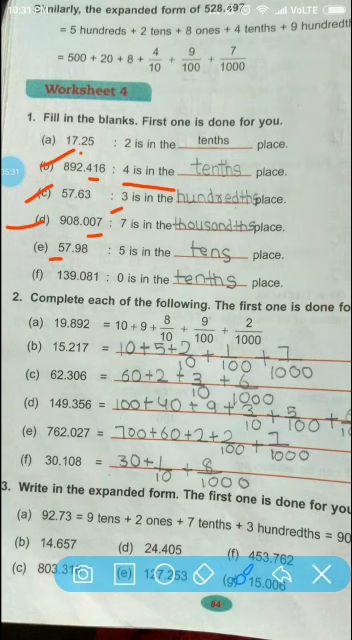 10:31 PM VoLTE
Similarly, the expanded form of 528.497
= 5 hundreds + 2 tens + 8 ones + 4 tenths + 9 hundredth
= 500 + 20 + 8 + 4/10 + 9/100 + 7/1000
Worksheet 4
1. Fill in the blanks. First one is done for you.
(a) 17.25 : 2 is in the tenths place.
(b) 892.416 : 4 is in the tenths place.
(c) 57.63 : 3 is in the hundredths place.
(d) 908.007 : 7 is in the thousandths place.
(e) 57.98 : 5 is in the tens place.
(f) 139.081 : 0 is in the tenths place.
2. Complete each of the following. The first one is done fo
(a) 19.892 = 10 + 9 + 8/10 + 9/100 + 2/1000
(b) 15.217 = 10+5+2/10 + 1/100 + 7/1000
(c) 62.306 = 60+2+3/10 + 6/1000
(d) 149.356 = 100+40+9+3/10 + 5/100 +
(e) 762.027 = 700+60+2+2/100 + 7/1000
(f) 30.108 = 30+1/10 + 8/1000
3. Write in the expanded form. The first one is done for you
(a) 92.73 = 9 tens + 2 ones + 7 tenths + 3 hundredths = 90
(b) 14.657 (d) 24.405 (f) 453.762
(c) 803.31 (e) 127.253 (g) 15.006
84